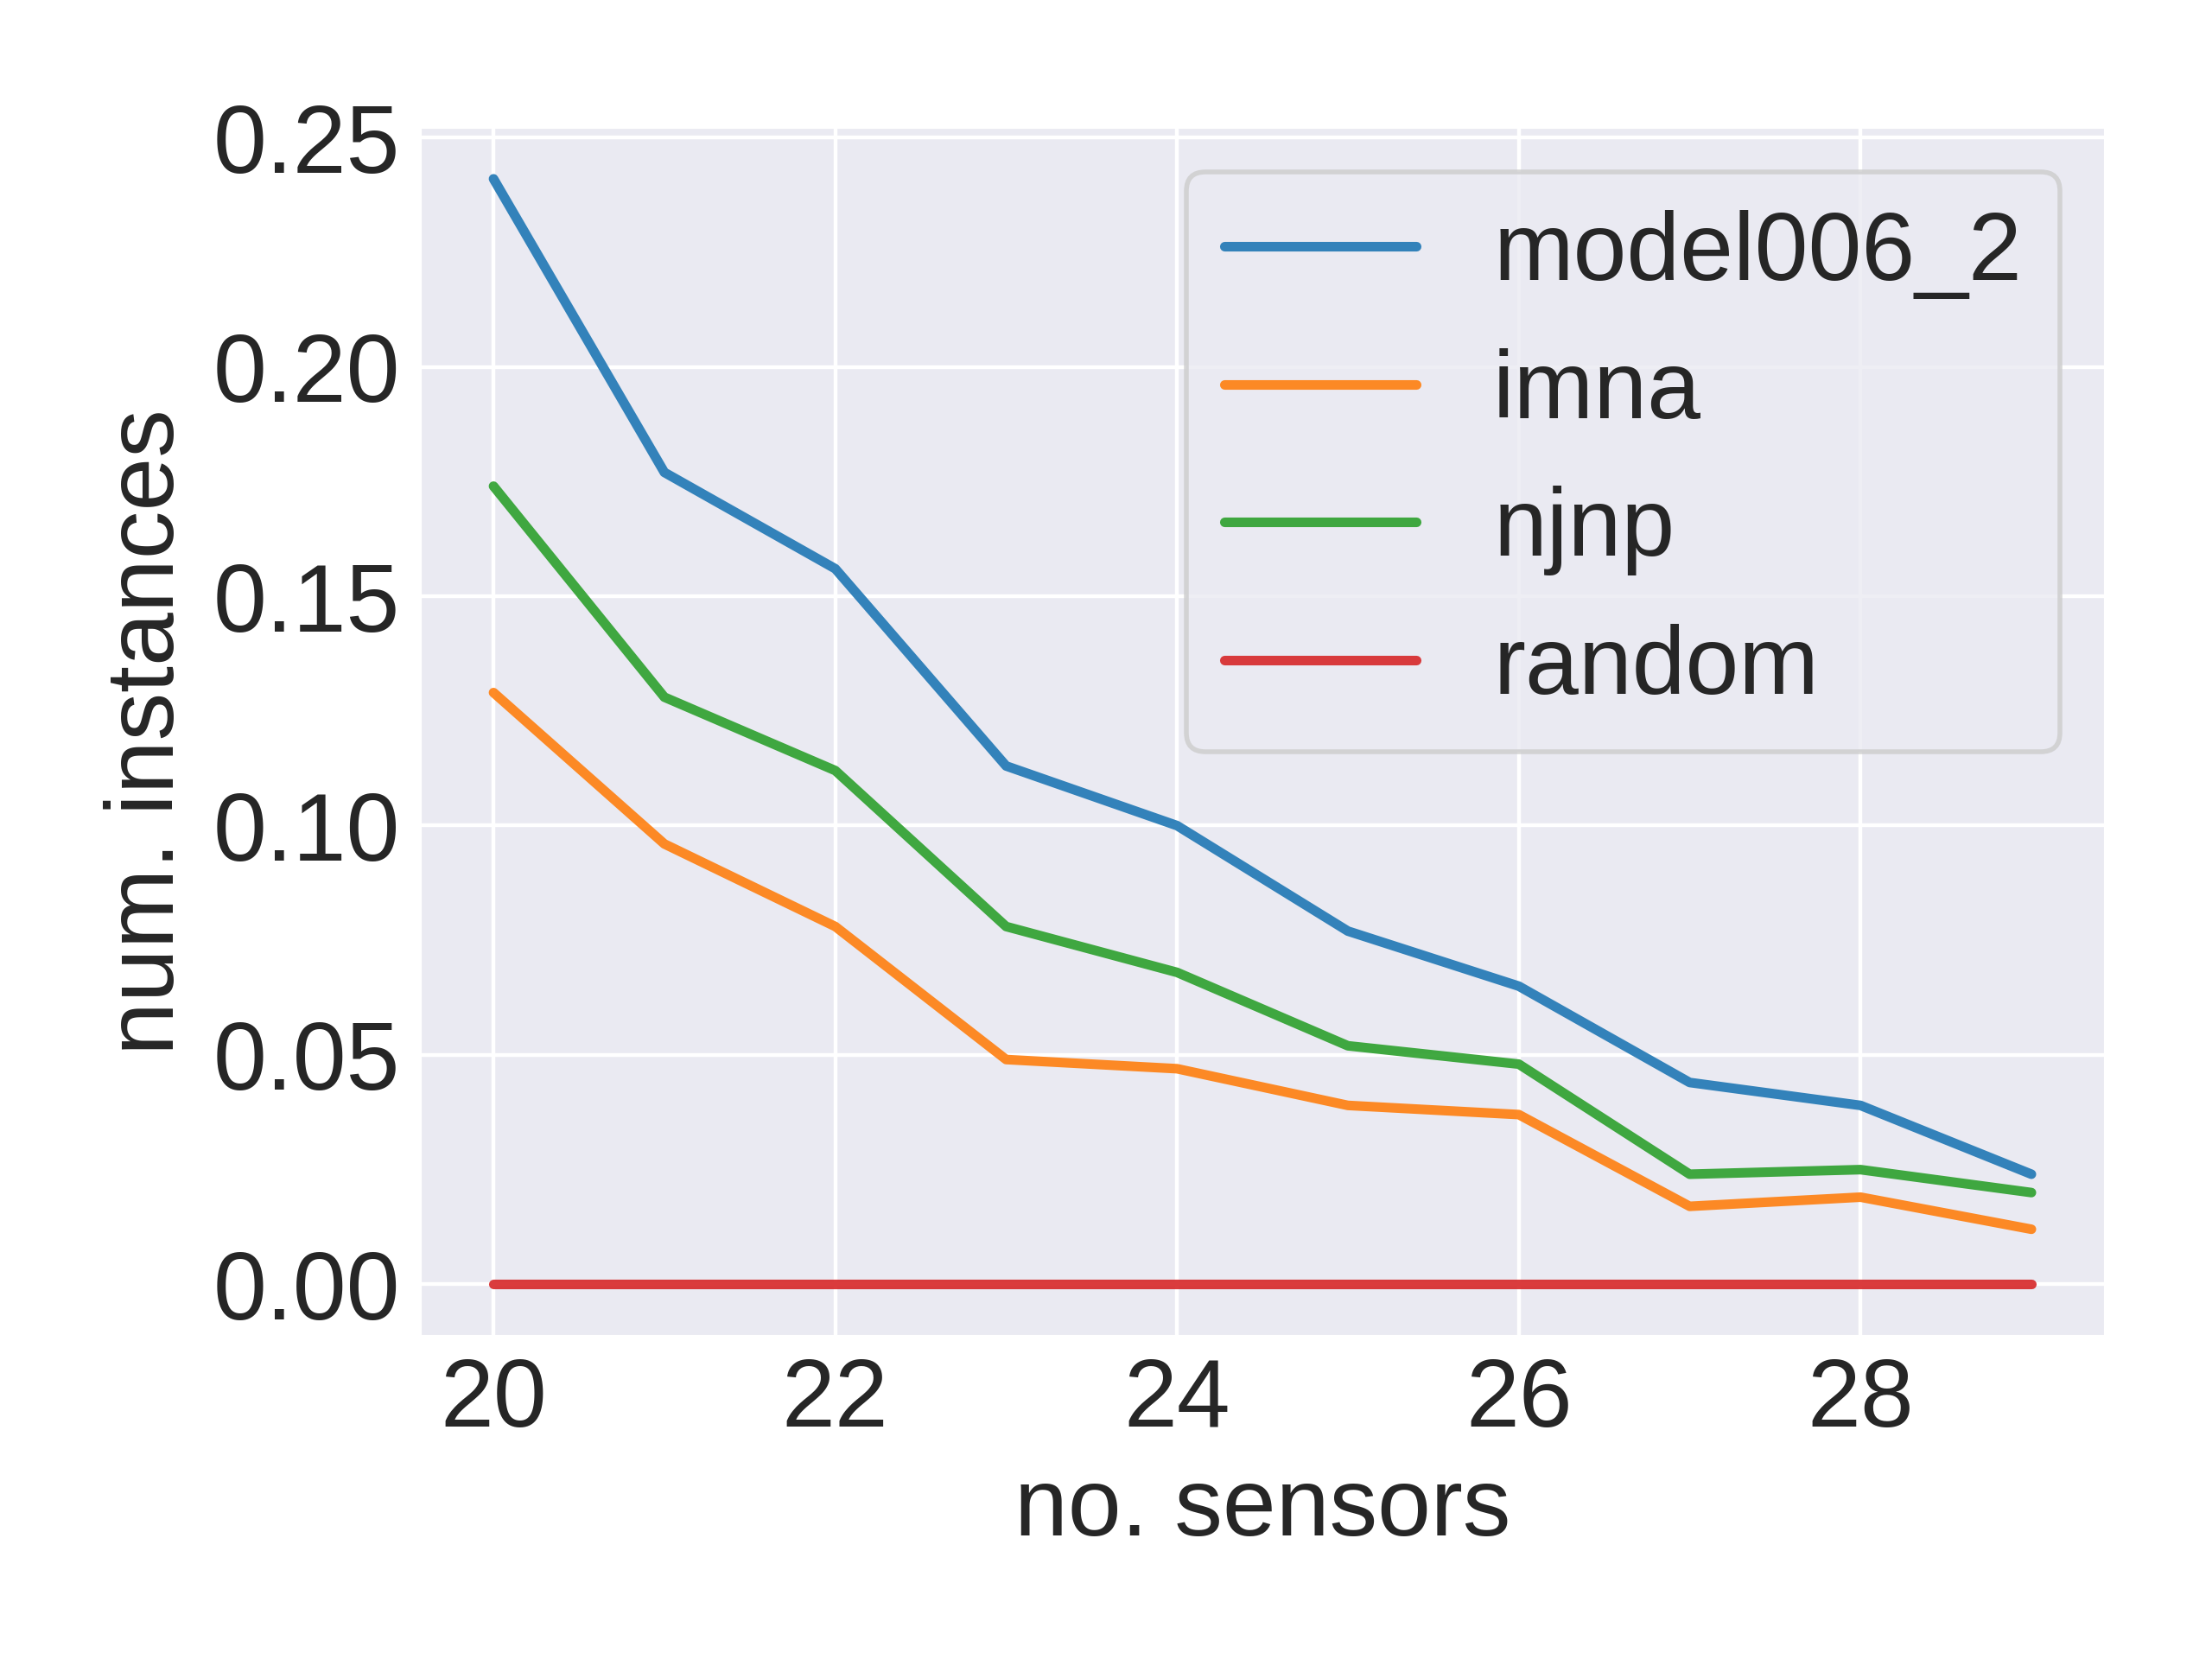 num. instances
0.25
0.20
0.15
0.10
0.05
0.00
model006_2
imna
njnp
random
20 22 24 26 28
no. sensors